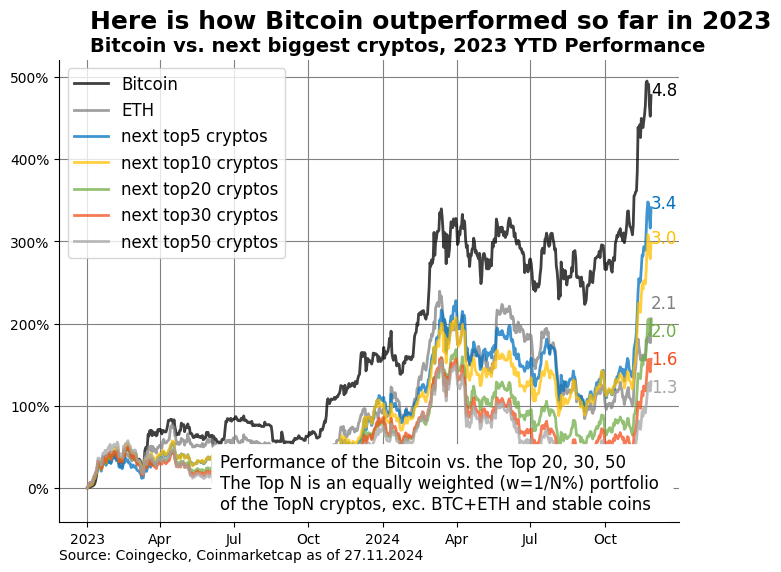 Here is how Bitcoin outperformed so far in 2023
Bitcoin vs. next biggest cryptos, 2023 YTD Performance
500%
400%
300%
200%
100%
0%
Bitcoin
ETH
next top5 cryptos
next top10 cryptos
next top20 cryptos
next top30 cryptos
next top50 cryptos
4.8
3.4
3.0
2.1
2.0
1.6
1.3
Performance of the Bitcoin vs. the Top 20, 30, 50
The Top N is an equally weighted (w=1/N%) portfolio
of the TopN cryptos, exc. BTC+ETH and stable coins
2023 Apr Jul Oct 2024 Apr Jul Oct
Source: Coingecko, Coinmarketcap as of 27.11.2024